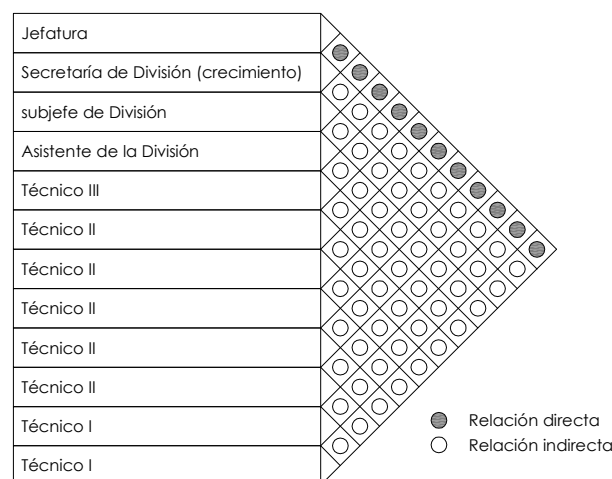 Jefatura
Secretaría de División (crecimiento)
subjefe de División
Asistente de la División
Técnico III
Técnico II
Técnico II
Técnico II
Técnico II
Técnico II
Técnico I
Técnico I
Relación directa
Relación indirecta